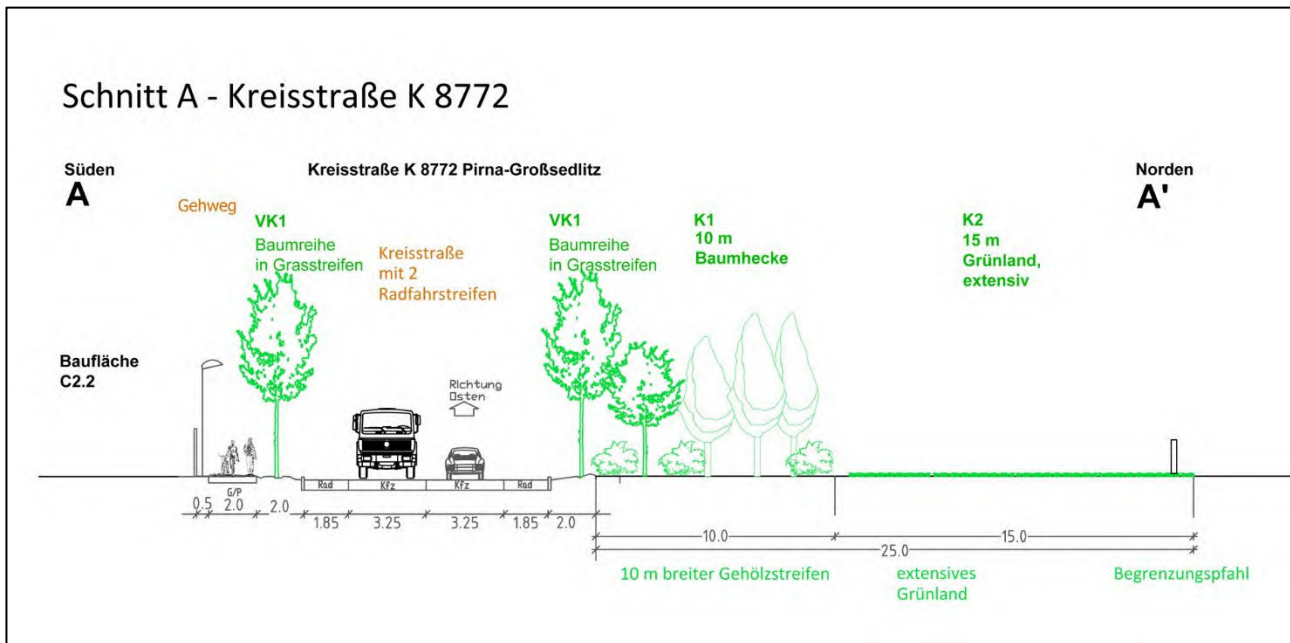 Schnitt A - Kreisstraße K 8772
Süden
A
Kreisstraße K 8772 Pirna-Großsedlitz
Norden
A'
Gehweg
VK1
Baumreihe
in Grasstreifen
Kreisstraße
mit 2
Radfahrstreifen
VK1
Baumreihe
in Grasstreifen
K1
10 m
Baumhecke
K2
15 m
Grünland,
extensiv
Baufläche
C2.2
Richtung
Osten
Rad
Kfz
Kfz
Rad
G/P
0.5
2.0
2.0
1.85
3.25
3.25
1.85
2.0
10.0
15.0
25.0
10 m breiter Gehölzstreifen
extensives
Grünland
Begrenzungspfahl